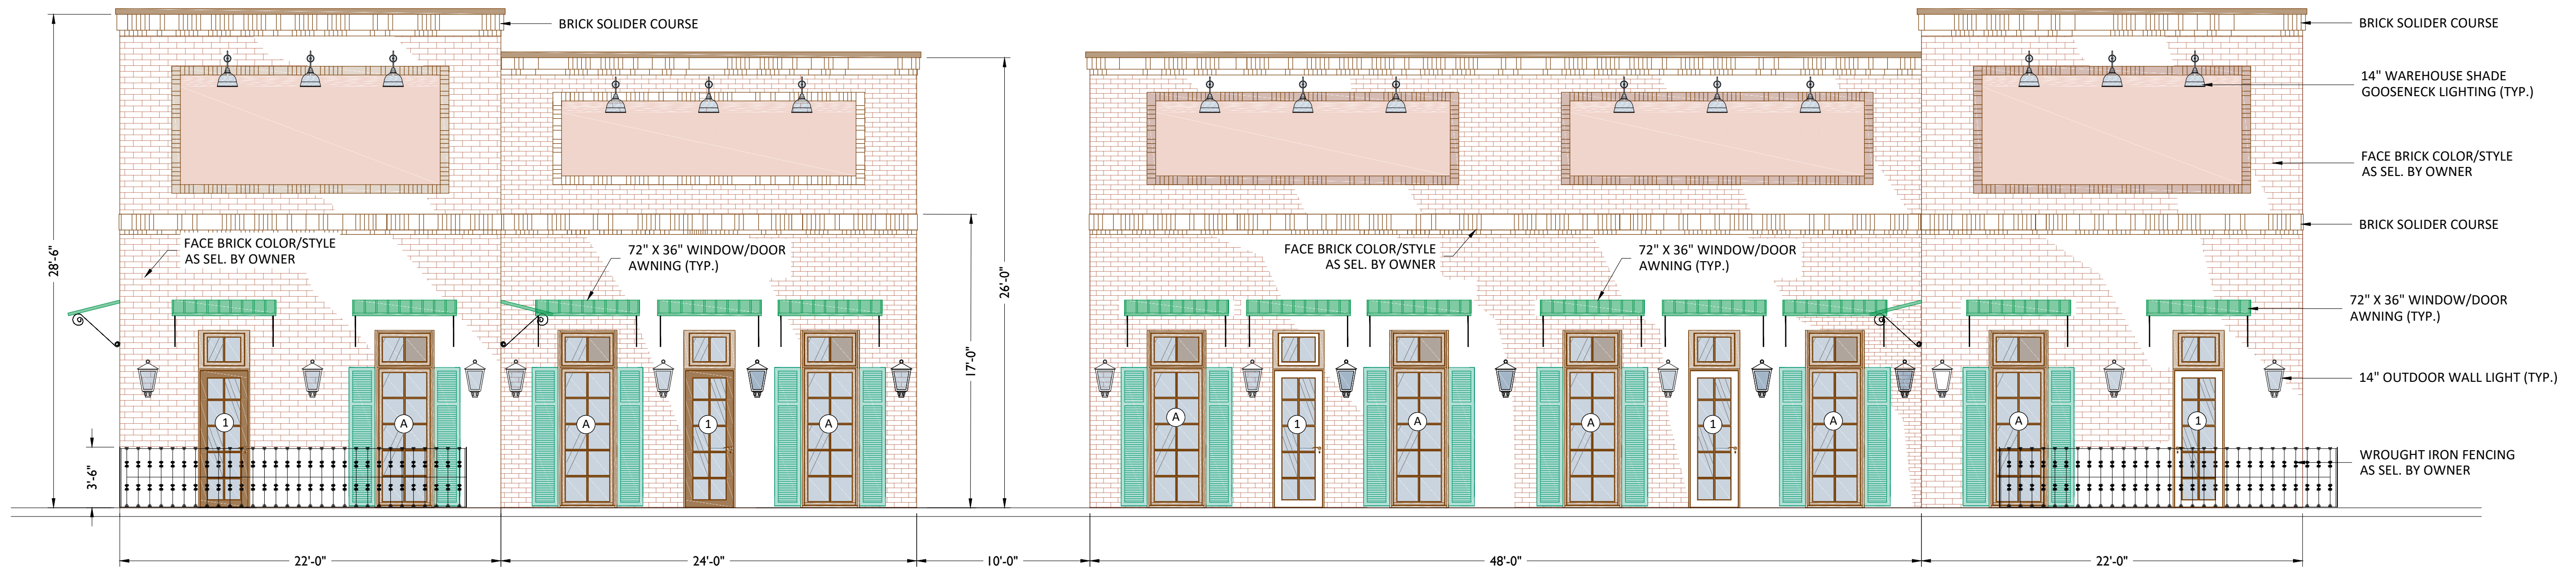 BRICK SOLIDER COURSE
BRICK SOLIDER COURSE
14" WAREHOUSE SHADE
GOOSENECK LIGHTING (TYP.)
FACE BRICK COLOR/STYLE
AS SEL. BY OWNER
BRICK SOLIDER COURSE
FACE BRICK COLOR/STYLE
AS SEL. BY OWNER
72" X 36" WINDOW/DOOR
AWNING (TYP.)
FACE BRICK COLOR/STYLE
AS SEL. BY OWNER
72" X 36" WINDOW/DOOR
AWNING (TYP.)
72" X 36" WINDOW/DOOR
AWNING (TYP.)
28'-6"
26'-0"
17'-0"
3'-6"
14" OUTDOOR WALL LIGHT (TYP.)
1
A
A
1
A
A
1
A
A
1
A
A
1
WROUGHT IRON FENCING
AS SEL. BY OWNER
22'-0"
24'-0"
10'-0"
48'-0"
22'-0"